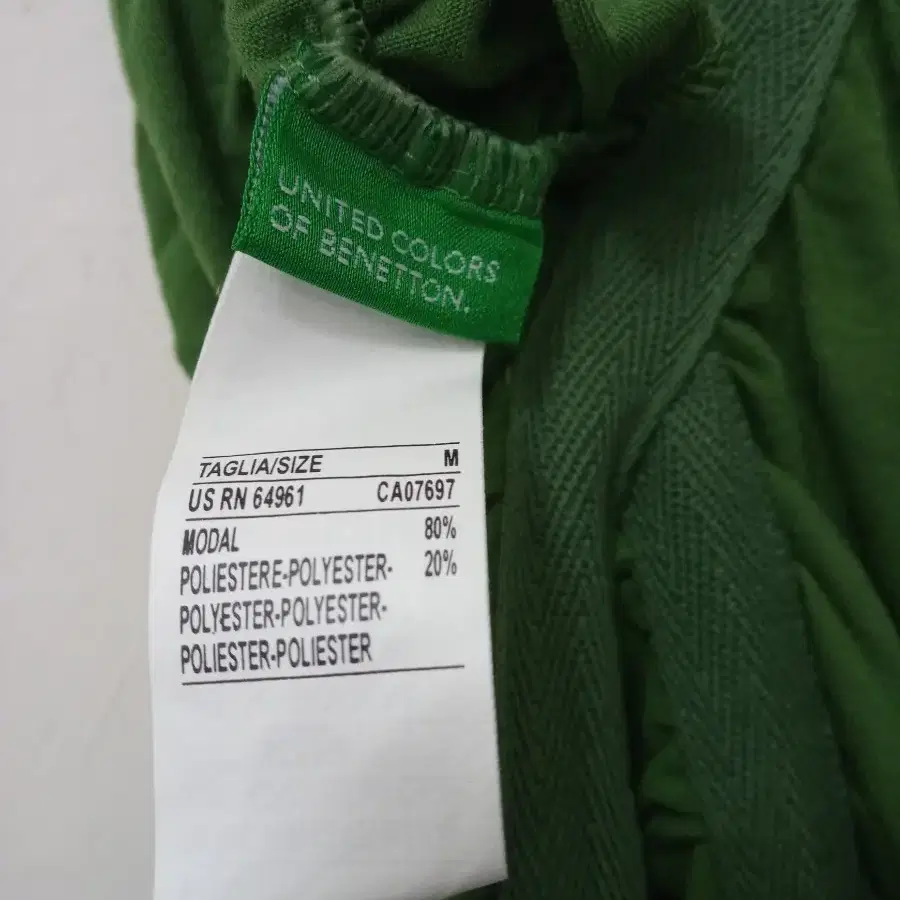 UNITED COLORS
OF BENETTON.
TAGLIA/SIZE M
US RN 64961 CA07697
MODAL 80%
POLIESTERE-POLYESTER- 20%
POLYESTER-POLYESTER-
POLIESTER-POLIESTER